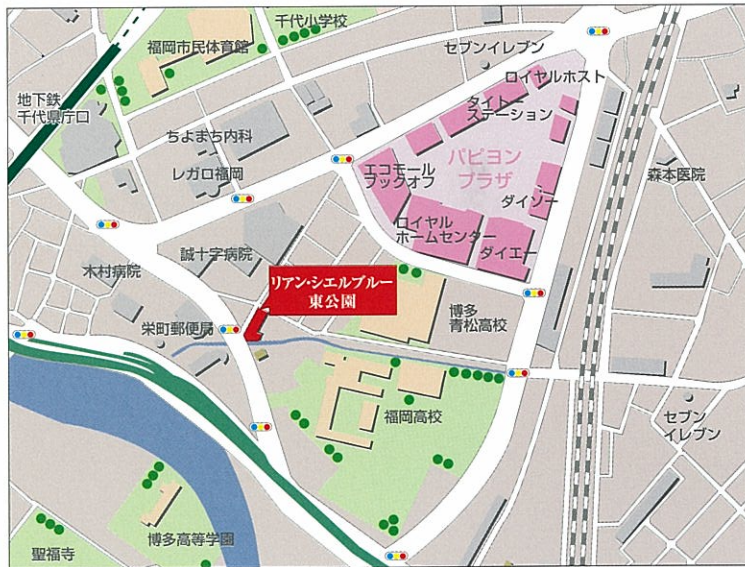 千代小学校
福岡市民体育館
セブンイレブン
ロイヤルホスト
地下鉄
千代県庁口
タイトー
ステーション
ちよまち内科
パピヨン
プラザ
エコモール
ブックオフ
レガロ福岡
森本医院
ダイソー
ロイヤル
ホームセンター
ダイエー
誠十字病院
木村病院
リアン・シエルブルー
東公園
博多
青松高校
栄町郵便局
福岡高校
セブン
イレブン
博多高等学園
聖福寺